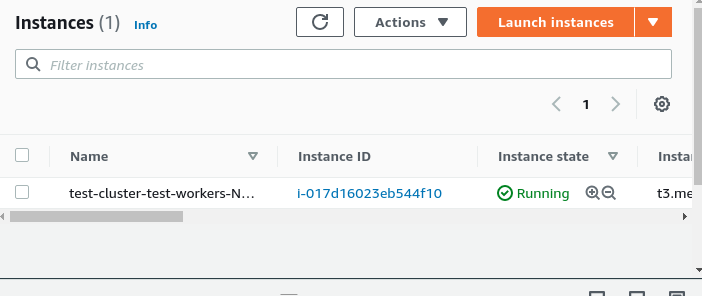 Instances (1) Info Actions Launch instances
Filter instances
1
Name Instance ID Instance state Instan
test-cluster-test-workers-N... i-017d16023eb544f10 Running t3.me